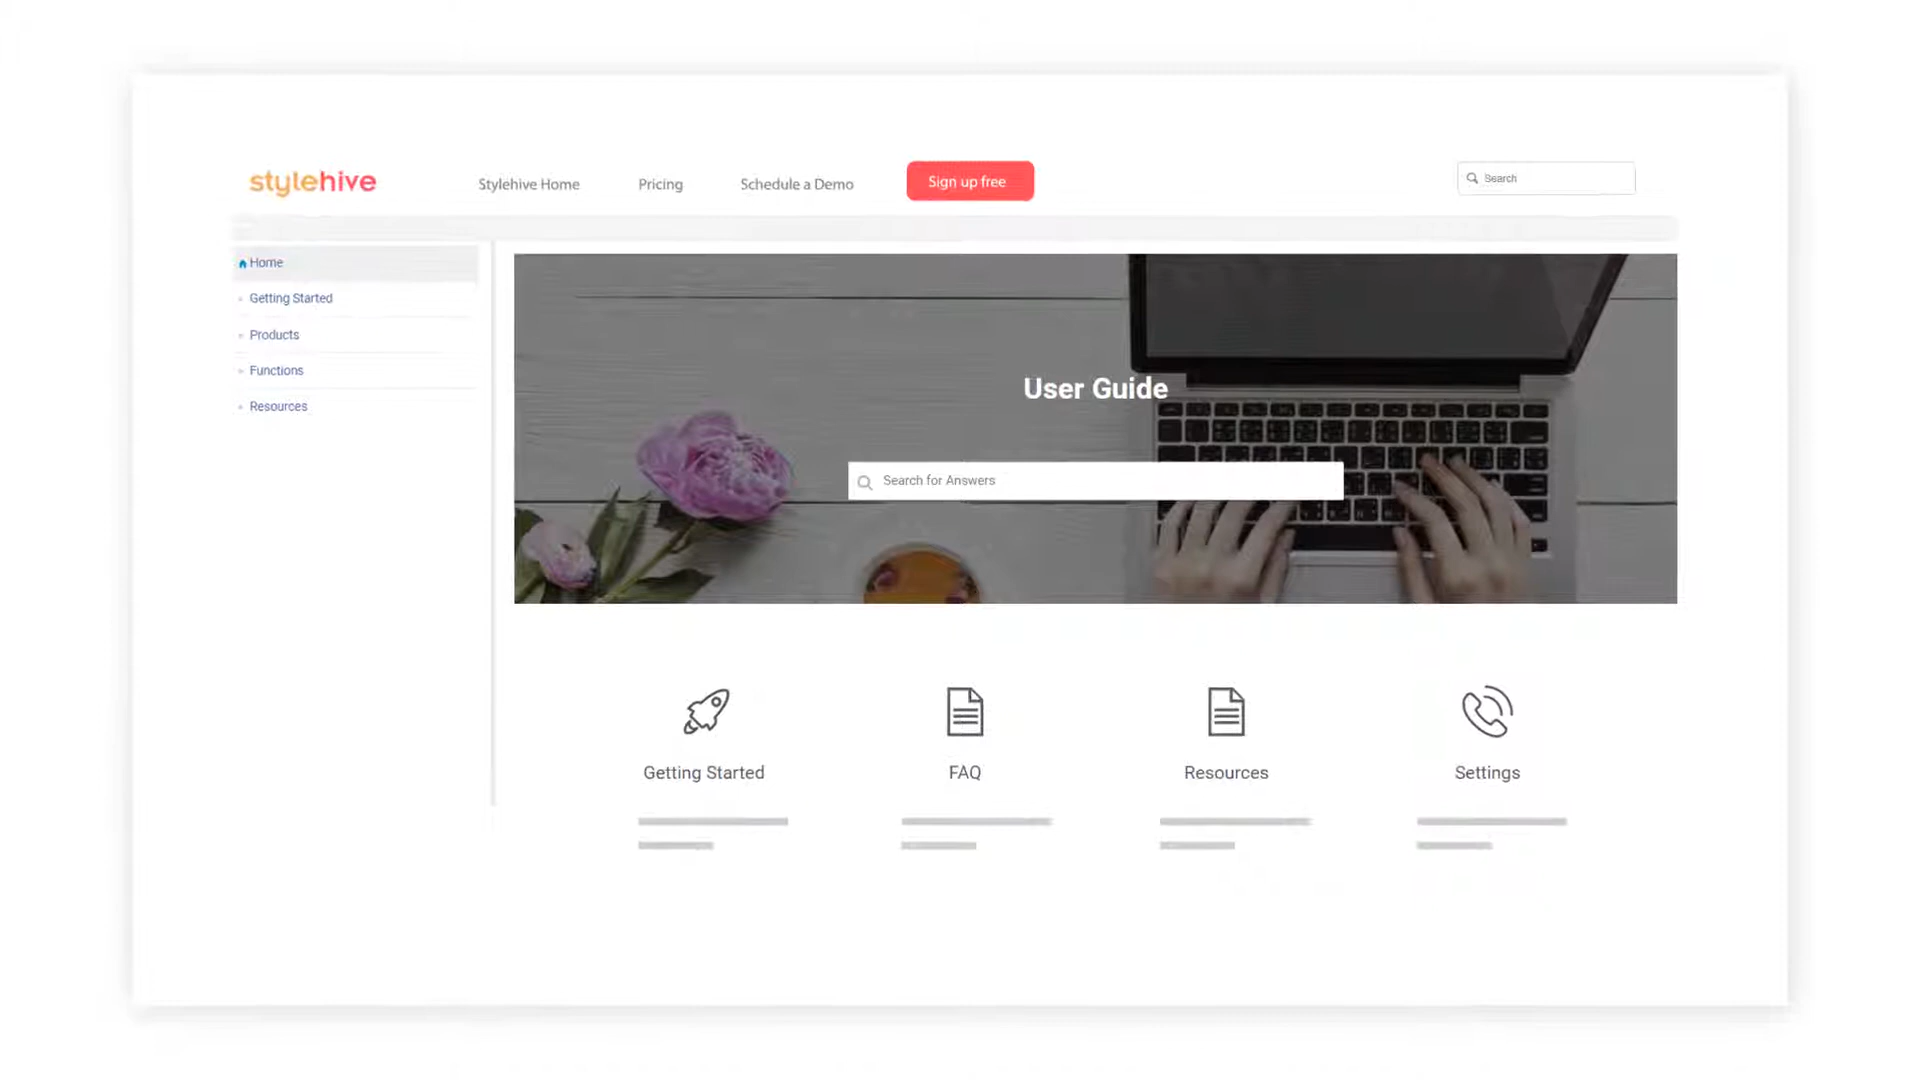 stylehive
Stylehive Home
Pricing
Schedule a Demo
Sign up free
Search
Home
Getting Started
Products
Functions
Resources
User Guide
Search for Answers
Getting Started
FAQ
Resources
Settings